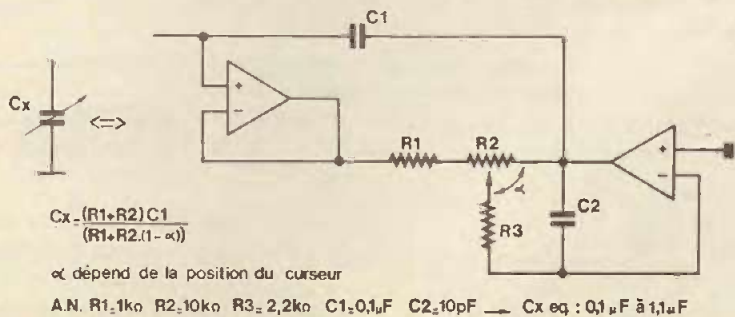 C1
Cx
<=>
+
−
R1
R2
+
−
α
R3
C2
Cx = (R1+R2) C1
(R1+R2.(1-α))
α dépend de la position du curseur
A.N. R1=1kΩ R2=10kΩ R3=2,2kΩ C1=0,1µF C2=10pF → Cx eq : 0,1µF à 1,1µF